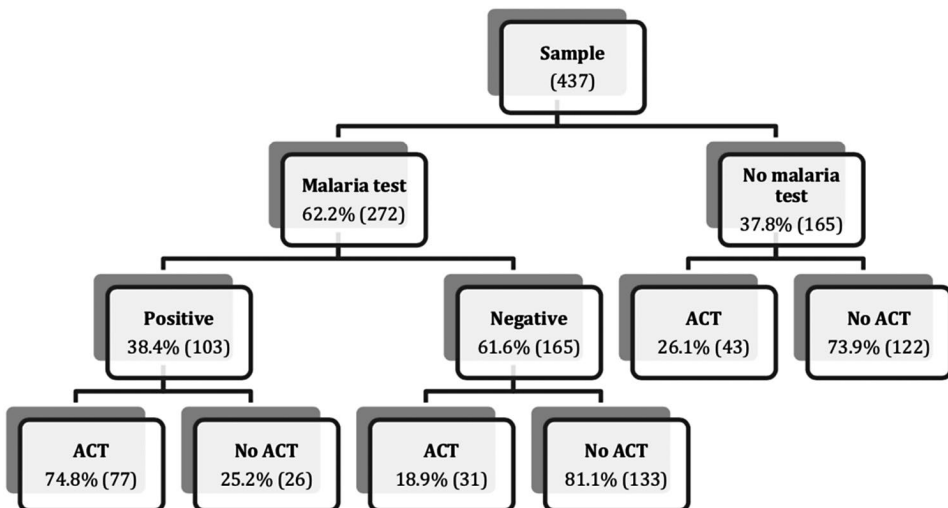 Sample
(437)
Malaria test
62.2% (272)
No malaria
test
37.8% (165)
Positive
38.4% (103)
Negative
61.6% (165)
ACT
26.1% (43)
No ACT
73.9% (122)
ACT
74.8% (77)
No ACT
25.2% (26)
ACT
18.9% (31)
No ACT
81.1% (133)